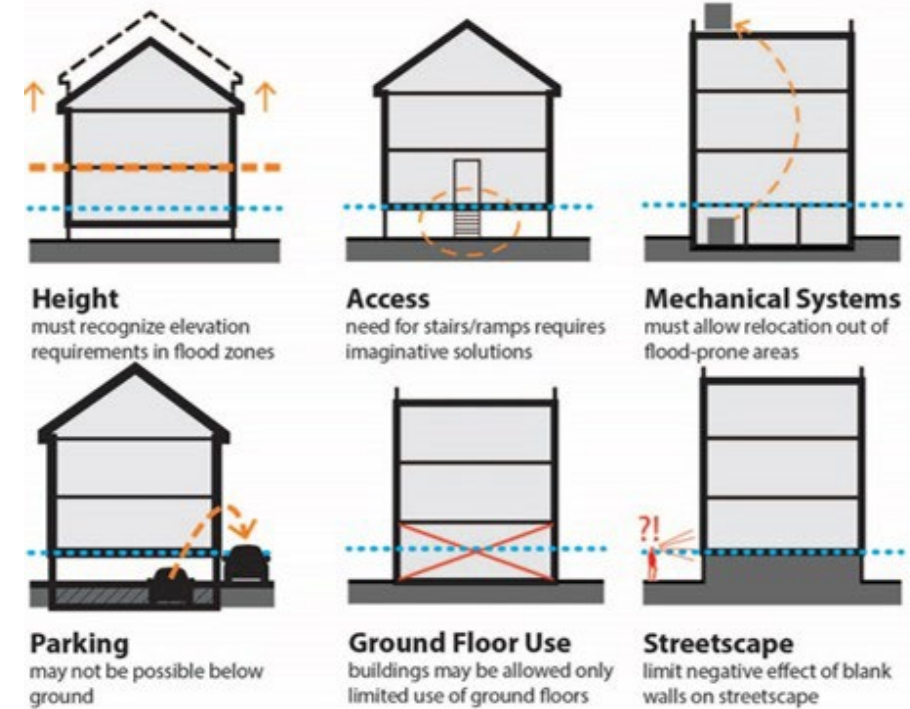 Height
must recognize elevation
requirements in flood zones
Access
need for stairs/ramps requires
imaginative solutions
Mechanical Systems
must allow relocation out of
flood-prone areas
?!
Parking
may not be possible below
ground
Ground Floor Use
buildings may be allowed only
limited use of ground floors
Streetscape
limit negative effect of blank
walls on streetscape